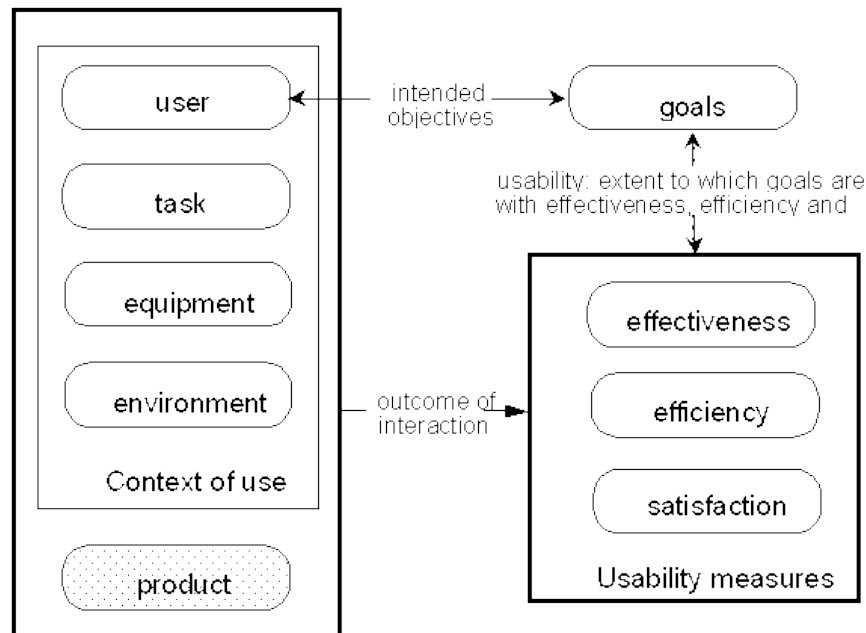 user
intended
objectives
goals
task
usability: extent to which goals are
with effectiveness, efficiency and
equipment
effectiveness
environment
outcome of
interaction
efficiency
Context of use
satisfaction
product
Usability measures